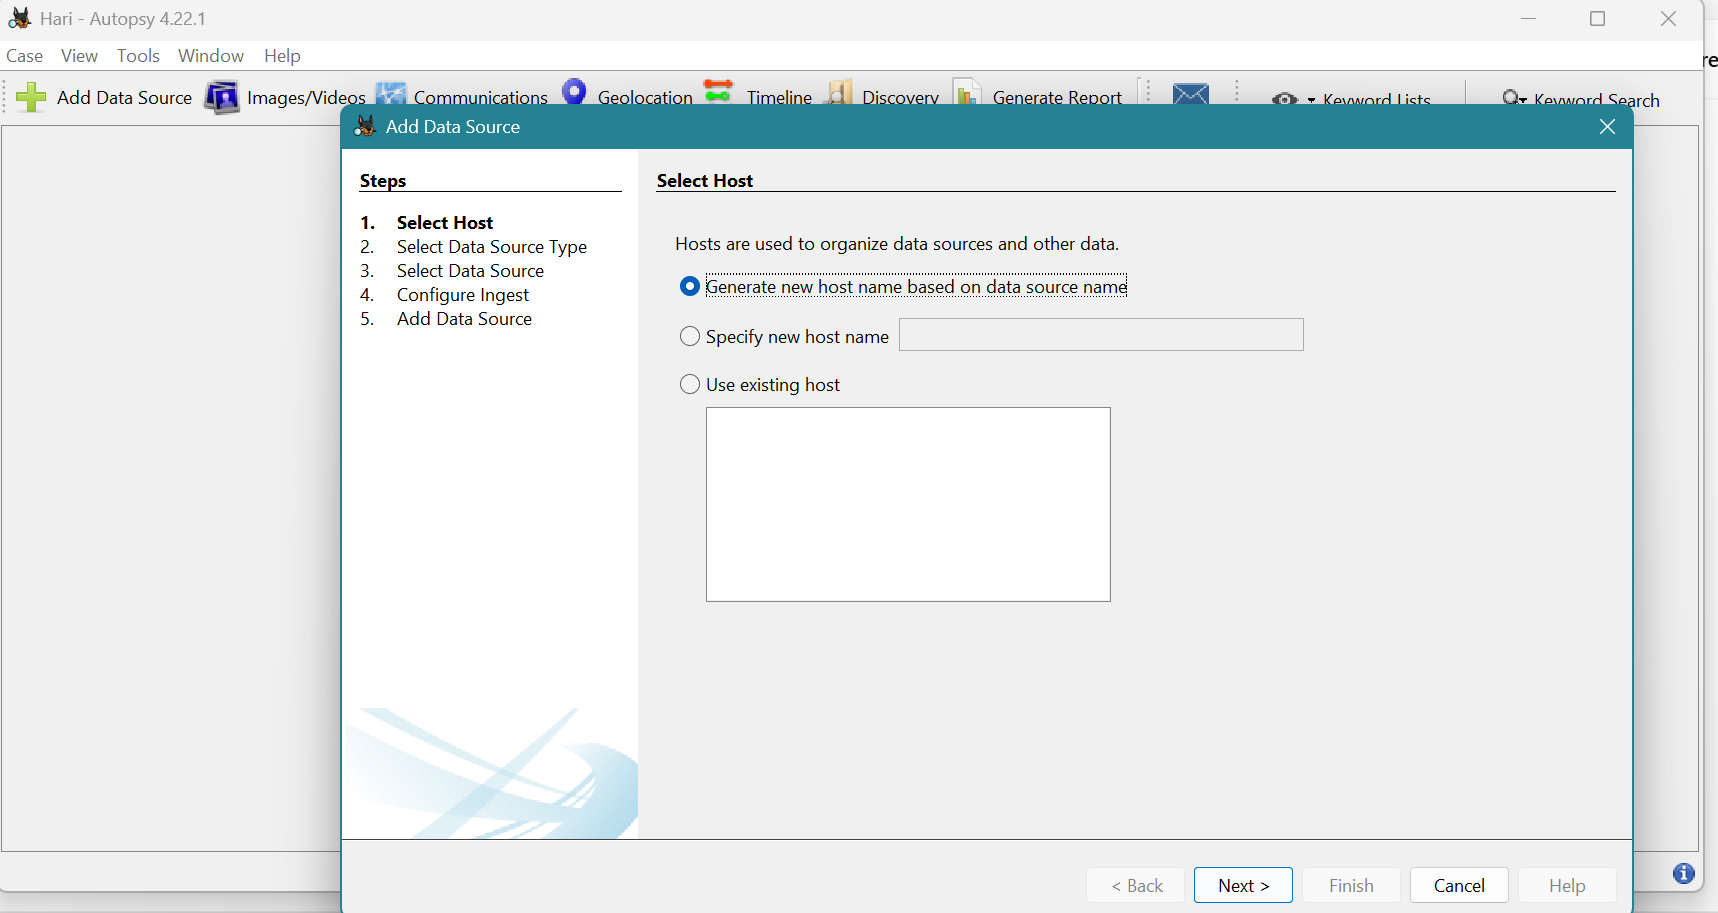 Hari - Autopsy 4.22.1
Case View Tools Window Help
re
Add Data Source Images/Videos Communications Geolocation Timeline Discovery Generate Report Keyword Lists Keyword Search
Add Data Source
Steps
1. Select Host
2. Select Data Source Type
3. Select Data Source
4. Configure Ingest
5. Add Data Source
Select Host
Hosts are used to organize data sources and other data.
Generate new host name based on data source name
Specify new host name
Use existing host
< Back Next > Finish Cancel Help